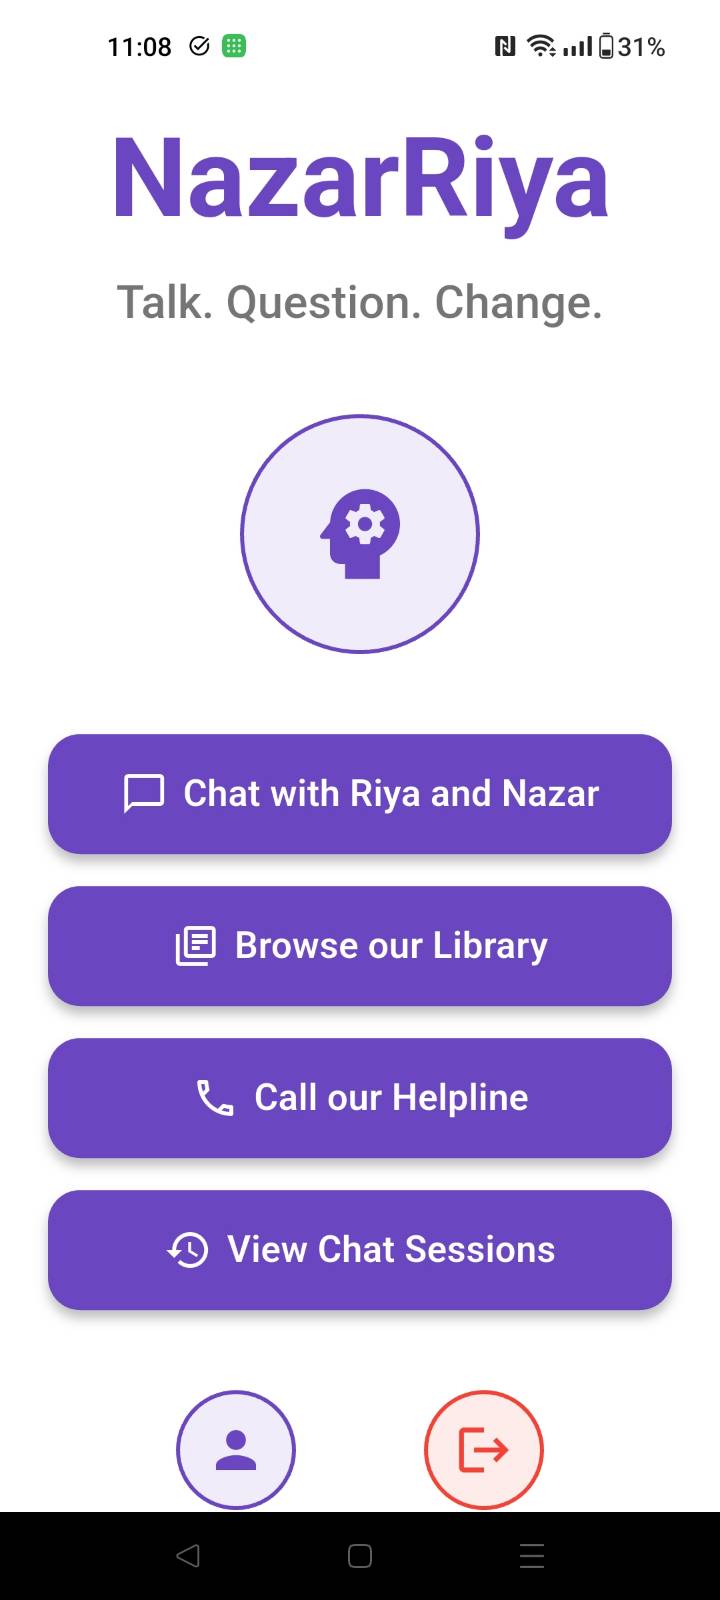 11:08
31%
NazarRiya
Talk. Question. Change.
Chat with Riya and Nazar
Browse our Library
Call our Helpline
View Chat Sessions